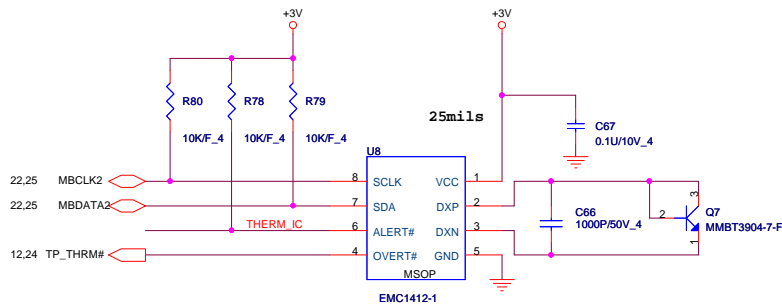 +3V
+3V
R80
R78
R79
10K/F_4
10K/F_4
10K/F_4
25mils
C67
0.1U/10V_4
U8
22,25 MBCLK2
8 SCLK VCC 1
22,25 MBDATA2
7 SDA DXP 2
THERM_IC
6 ALERT# DXN 3
12,24 TP_THRM#
4 OVERT# GND 5
MSOP
EMC1412-1
C66
1000P/50V_4
3
2
1
Q7
MMBT3904-7-F